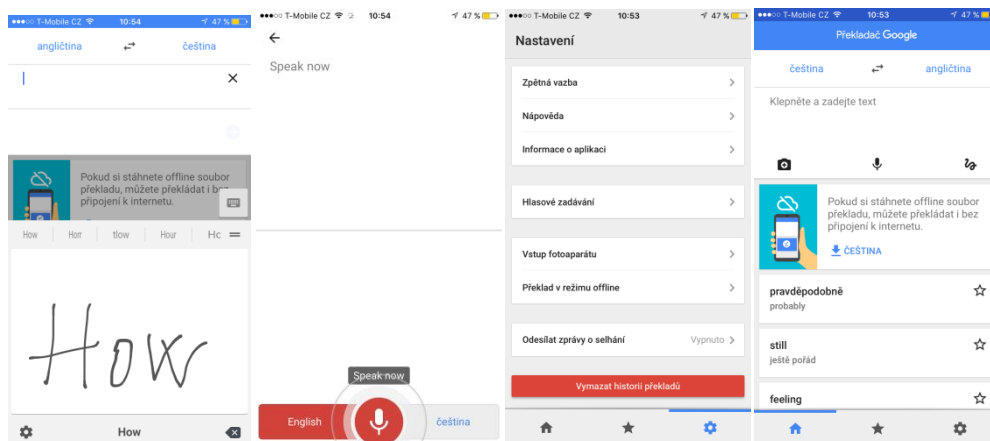 ●●●○○ T-Mobile CZ 10:54 47 %
angličtina čeština
Pokud si stáhnete offline soubor
překladu, můžete překládat i bez
připojení k internetu.
How Horr tlow Hour Hc
How
How
●●●○○ T-Mobile CZ 10:54 47 %
Speak now
Speak now
English čeština
●●●○○ T-Mobile CZ 10:53 47 %
Nastavení
Zpětná vazba
Nápověda
Informace o aplikaci
Hlasové zadávání
Vstup fotoaparátu
Překlad v režimu offline
Odesílat zprávy o selhání Vypnuto
Vymazat historii překladů
●●●○○ T-Mobile CZ 10:53 47 %
Překladač Google
čeština angličtina
Klepněte a zadejte text
Pokud si stáhnete offline soubor
překladu, můžete překládat i bez
připojení k internetu.
ČEŠTINA
pravděpodobně
probably
still
ještě pořád
feeling